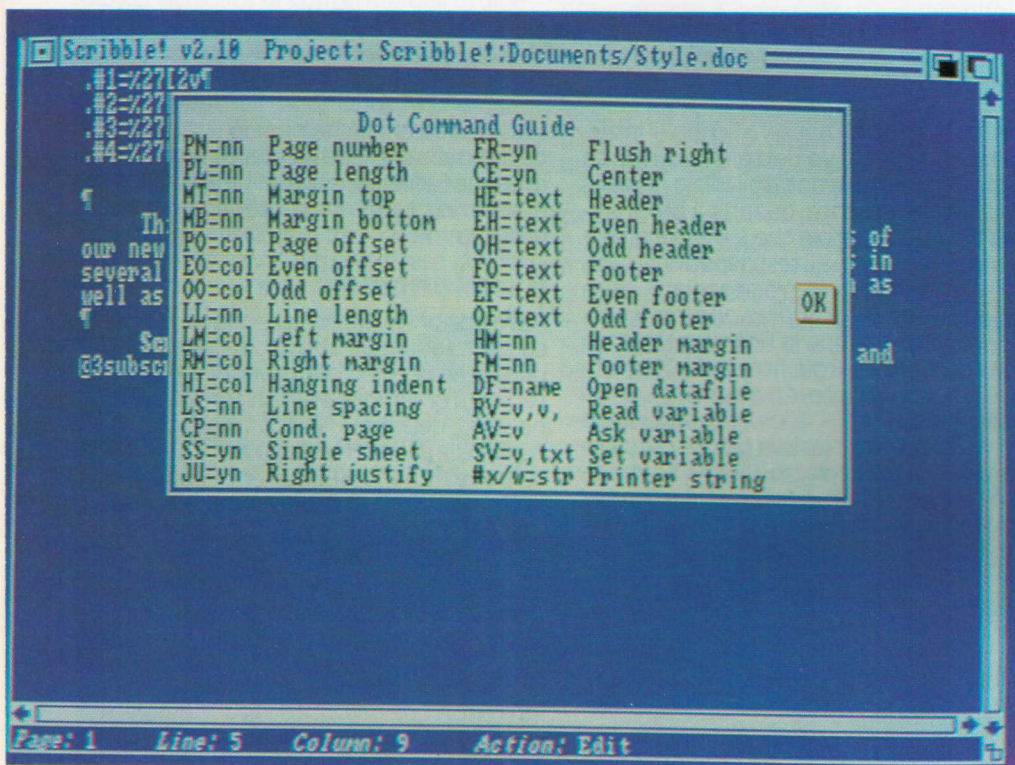 Scribble! v2.10 Project: Scribble!:Documents/Style.doc
.#1=%27[2v¶
.#2=%27
.#3=%27
.#4=%27
¶
Thi
of
our new
in
several
as
well as
¶
Scr
and
@3subscr
Dot Command Guide
PN=nn Page number FR=yn Flush right
PL=nn Page length CE=yn Center
MT=nn Margin top HE=text Header
MB=nn Margin bottom EH=text Even header
PO=col Page offset OH=text Odd header
EO=col Even offset FO=text Footer
OO=col Odd offset EF=text Even footer
LL=nn Line length OF=text Odd footer
LM=col Left margin HM=nn Header margin
RM=col Right margin FM=nn Footer margin
HI=col Hanging indent DF=name Open datafile
LS=nn Line spacing RV=v,v, Read variable
CP=nn Cond. page AV=v Ask variable
SS=yn Single sheet SV=v,txt Set variable
JU=yn Right justify #x/w=str Printer string
OK
Page: 1 Line: 5 Column: 9 Action: Edit